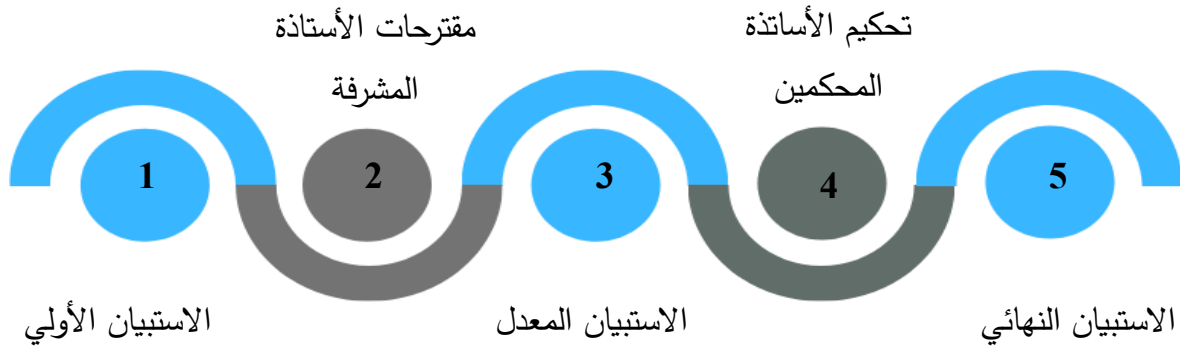 مقترحات الأستاذة
المشرفة
تحكيم الأساتذة
المحكمين
1
2
3
4
5
الاستبيان الأولي
الاستبيان المعدل
الاستبيان النهائي